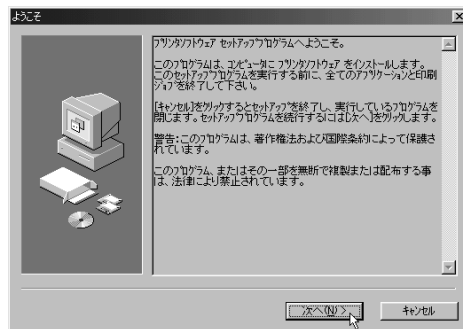 ようこそ
ﾌﾟﾘﾝﾀｿﾌﾄｳｪｱ ｾｯﾄｱｯﾌﾟﾌﾟﾛｸﾞﾗﾑへようこそ。
このﾌﾟﾛｸﾞﾗﾑは、ｺﾝﾋﾟｭｰﾀに ﾌﾟﾘﾝﾀｿﾌﾄｳｪｱ をｲﾝｽﾄｰﾙします。
このｾｯﾄｱｯﾌﾟﾌﾟﾛｸﾞﾗﾑを実行する前に、全てのｱﾌﾟﾘｹｰｼｮﾝと印刷
ｼﾞｮﾌﾞを終了して下さい。
[ｷｬﾝｾﾙ]をｸﾘｯｸするとｾｯﾄｱｯﾌﾟを終了し、実行しているﾌﾟﾛｸﾞﾗﾑを
閉じます。ｾｯﾄｱｯﾌﾟﾌﾟﾛｸﾞﾗﾑを続行するには[次へ]をｸﾘｯｸします。
警告:このﾌﾟﾛｸﾞﾗﾑは、著作権法および国際条約によって保護さ
れています。
このﾌﾟﾛｸﾞﾗﾑ、またはその一部を無断で複製または配布する事
は、法律により禁止されています。
次へ(N) >
ｷｬﾝｾﾙ